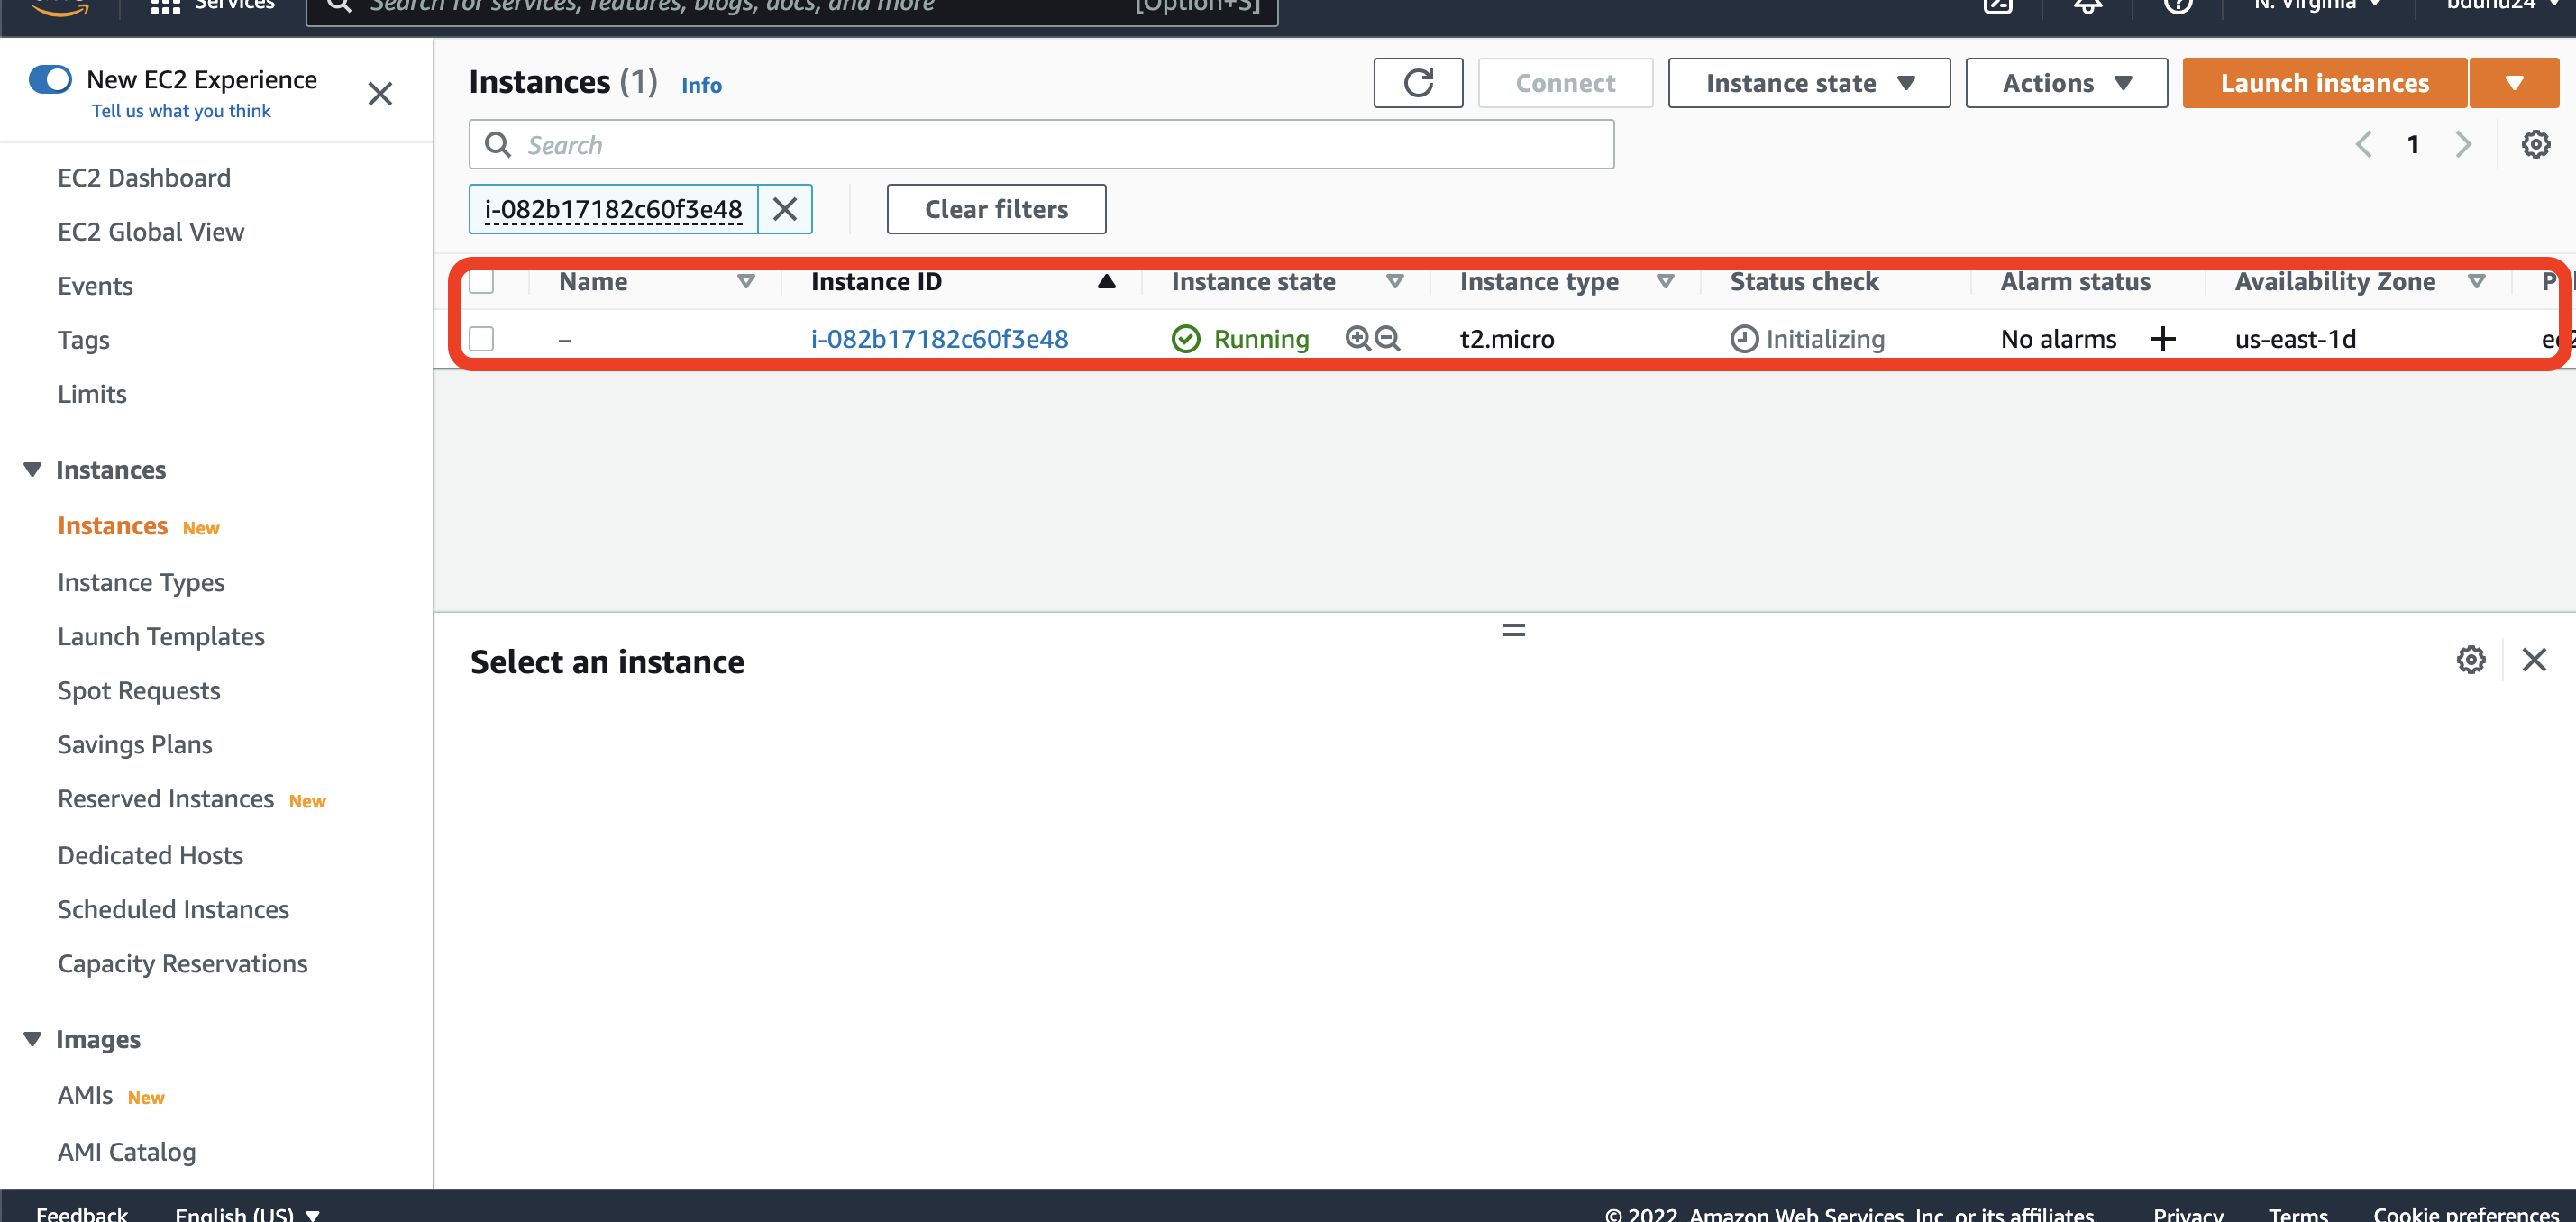 Services
Search for services, features, blogs, docs, and more
[Option+S]
N. Virginia
bdunu24
New EC2 Experience
Tell us what you think
EC2 Dashboard
EC2 Global View
Events
Tags
Limits
Instances
Instances New
Instance Types
Launch Templates
Spot Requests
Savings Plans
Reserved Instances New
Dedicated Hosts
Scheduled Instances
Capacity Reservations
Images
AMIs New
AMI Catalog
Instances (1) Info
Connect
Instance state
Actions
Launch instances
Search
1
i-082b17182c60f3e48
Clear filters
Name Instance ID Instance state Instance type Status check Alarm status Availability Zone
– i-082b17182c60f3e48 Running t2.micro Initializing No alarms + us-east-1d
Select an instance
Feedback English (US) © 2022, Amazon Web Services, Inc. or its affiliates. Privacy Terms Cookie preferences